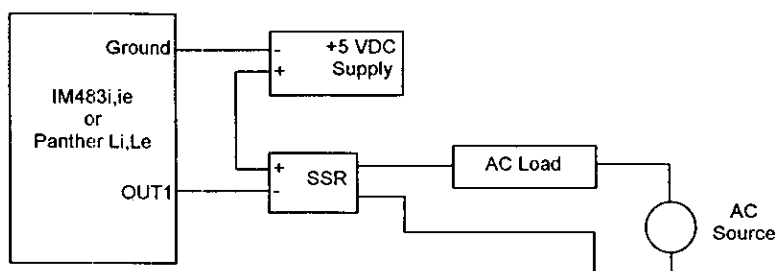 Ground
IM483i,ie
or
Panther Li,Le
OUT1
-
+
+5 VDC
Supply
+
-
SSR
AC Load
AC
Source